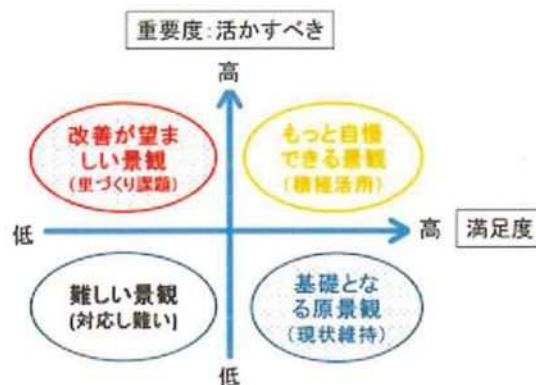 重要度：活かすべき
高
改善が望ま
しい景観
(里づくり課題)
もっと自慢
できる景観
(積極活用)
低
高
満足度
難しい景観
(対応し難い)
基礎とな
る原景観
(現状維持)
低